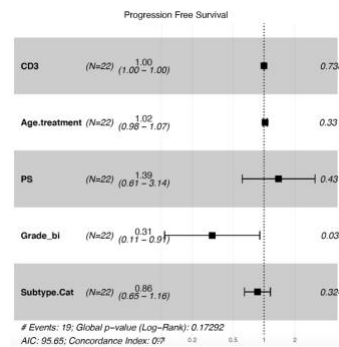 Progression Free Survival
CD3 (N=22) 1.00 (1.00 – 1.00) 0.73
Age.treatment (N=22) 1.02 (0.98 – 1.07) 0.33
PS (N=22) 1.39 (0.61 – 3.14) 0.43
Grade_bi (N=22) 0.31 (0.11 – 0.91) 0.03
Subtype.Cat (N=22) 0.86 (0.65 – 1.16) 0.32
# Events: 19; Global p-value (Log-Rank): 0.17292
AIC: 95.65; Concordance Index: 0.7
0.2 0.5 1 2